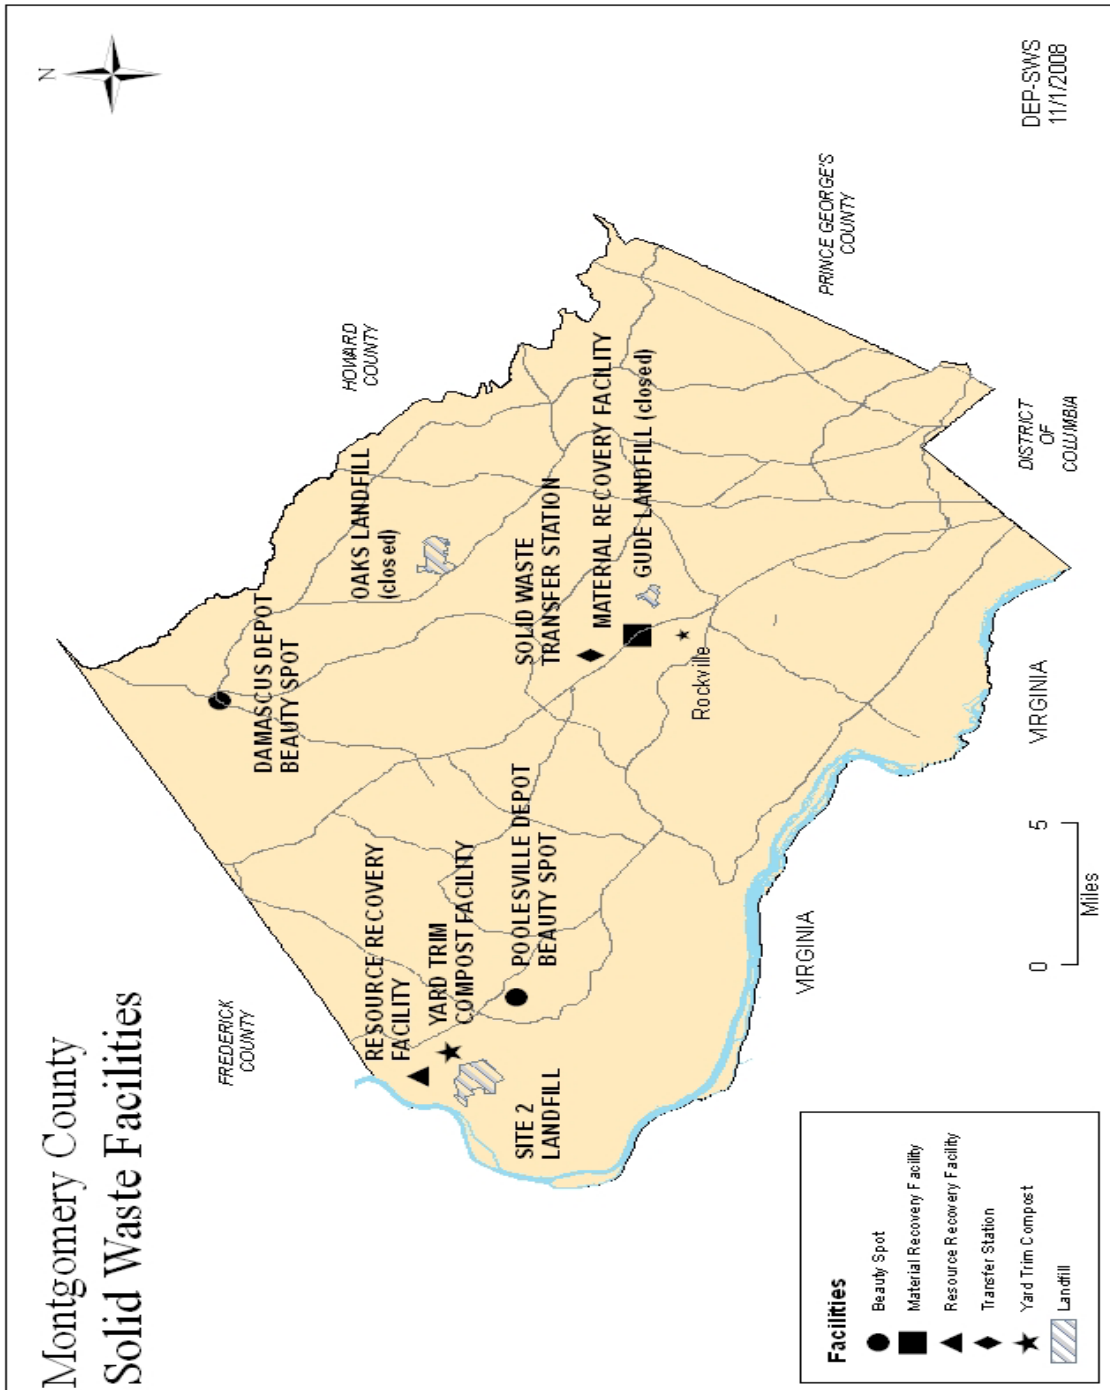 Montgomery County
Solid Waste Facilities
N
FREDERICK
COUNTY
HOWARD
COUNTY
DAMASCUS DEPOT
BEAUTY SPOT
OAKS LANDFILL
(closed)
RESOURCE RECOVERY
FACILITY
YARD TRIM
COMPOST FACILITY
SITE 2
LANDFILL
POOLESVILLE DEPOT
BEAUTY SPOT
SOLID WASTE
TRANSFER STATION
MATERIAL RECOVERY FACILITY
GUDE LANDFILL (closed)
Rockville
PRINCE GEORGE'S
COUNTY
VIRGINIA
VIRGINIA
DISTRICT
OF
COLUMBIA
Facilities
Beauty Spot
Material Recovery Facility
Resource Recovery Facility
Transfer Station
Yard Trim Compost
Landfill
0 5
Miles
DEP-SWS
11/1/2008